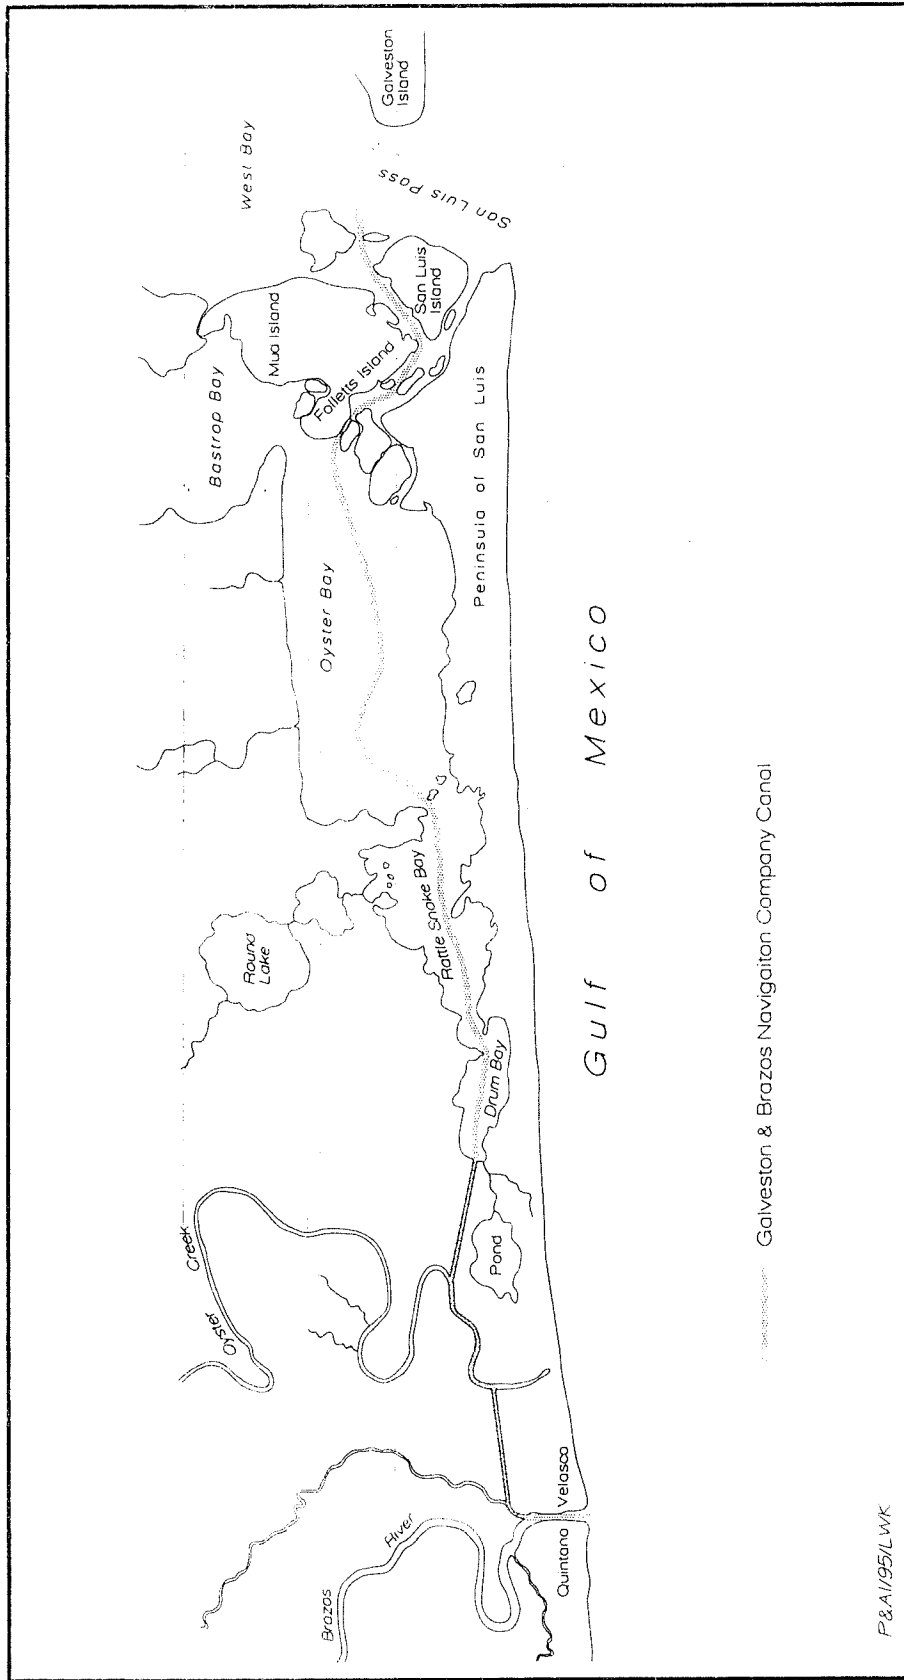 Galveston
Island
West Bay
San Luis Pass
Mua Island
San Luis
Island
Bastrop Bay
Folletts Island
Peninsula of San Luis
Oyster Bay
Gulf of Mexico
Rattle Snake Bay
Round
Lake
Drum Bay
Pond
Oyster Creek
Brazos River
Quintano
Velasco
Galveston & Brazos Navigaiton Company Canal
P&AI/95/LWK